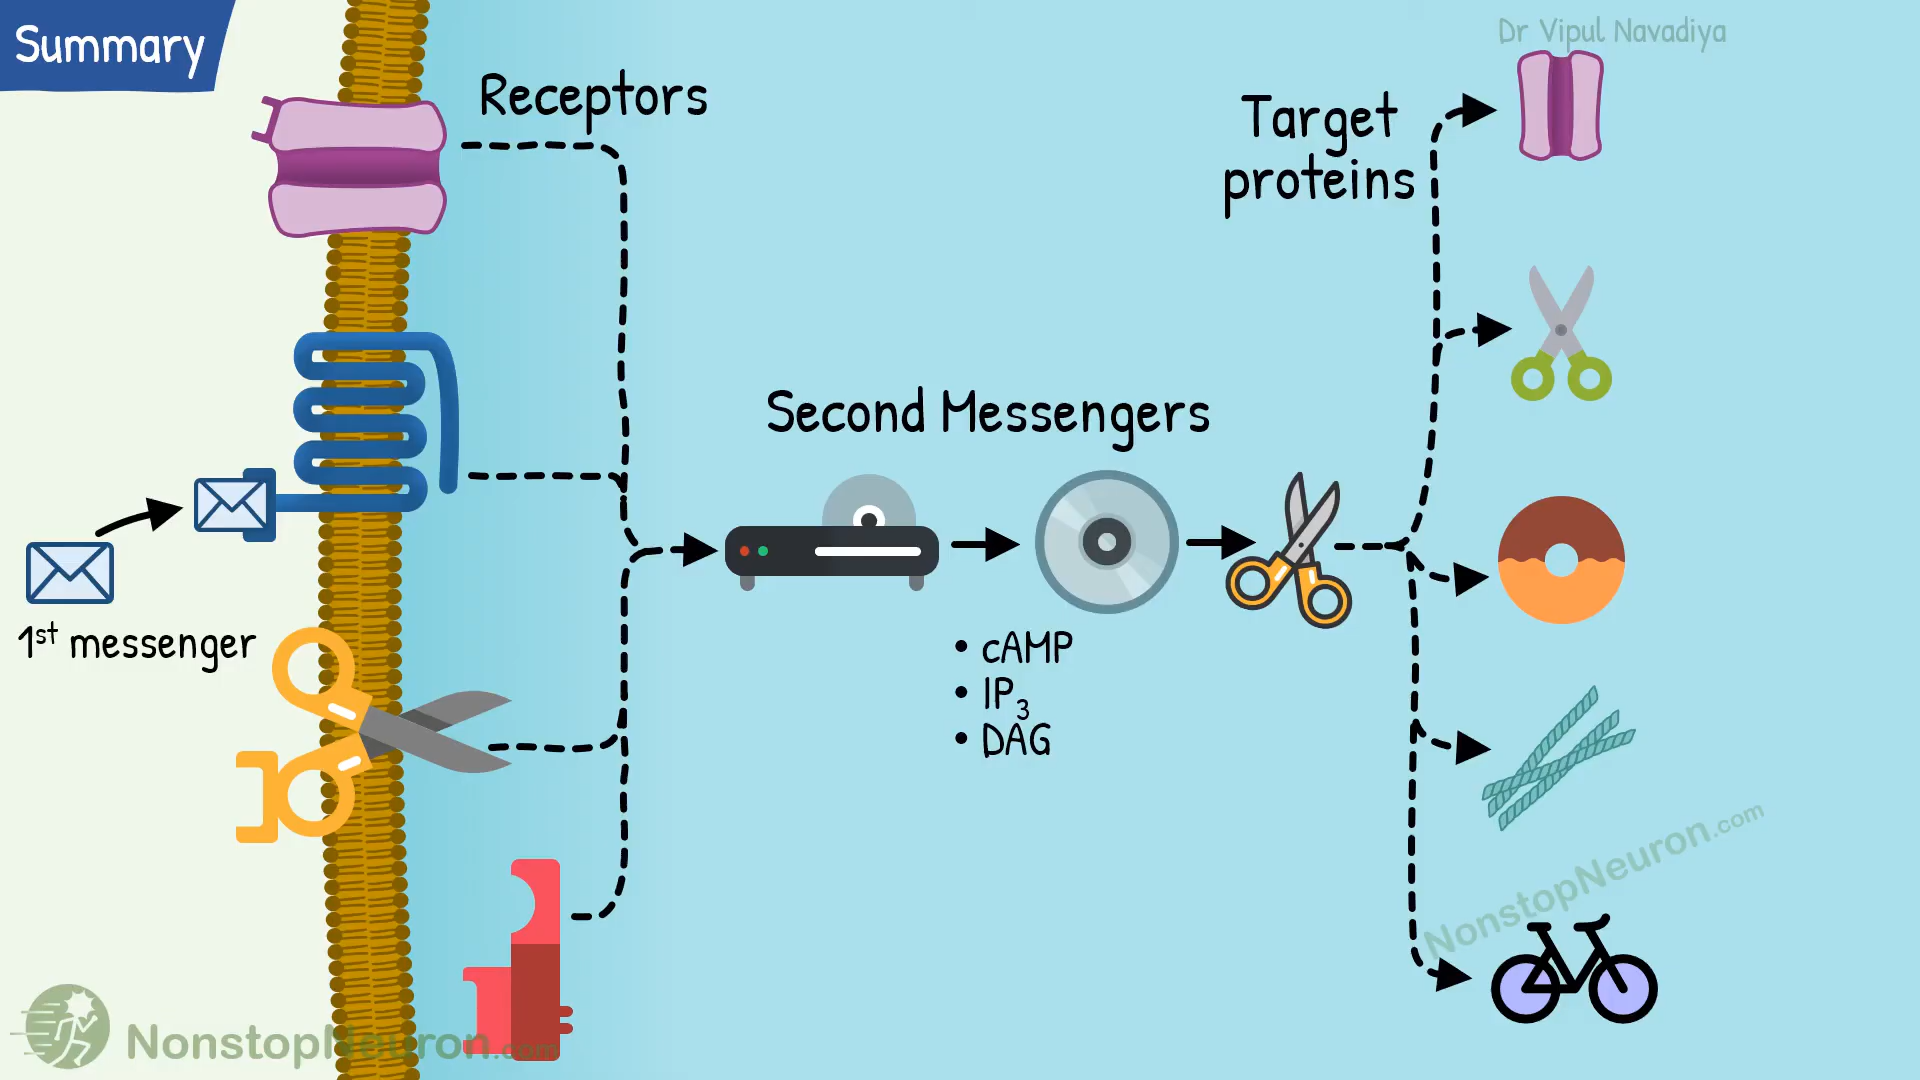 Summary
Dr Vipul Navadiya
Receptors
Target
proteins
Second Messengers
1st messenger
• cAMP
• IP3
• DAG
NonstopNeuron.com
NonstopNeuron.com